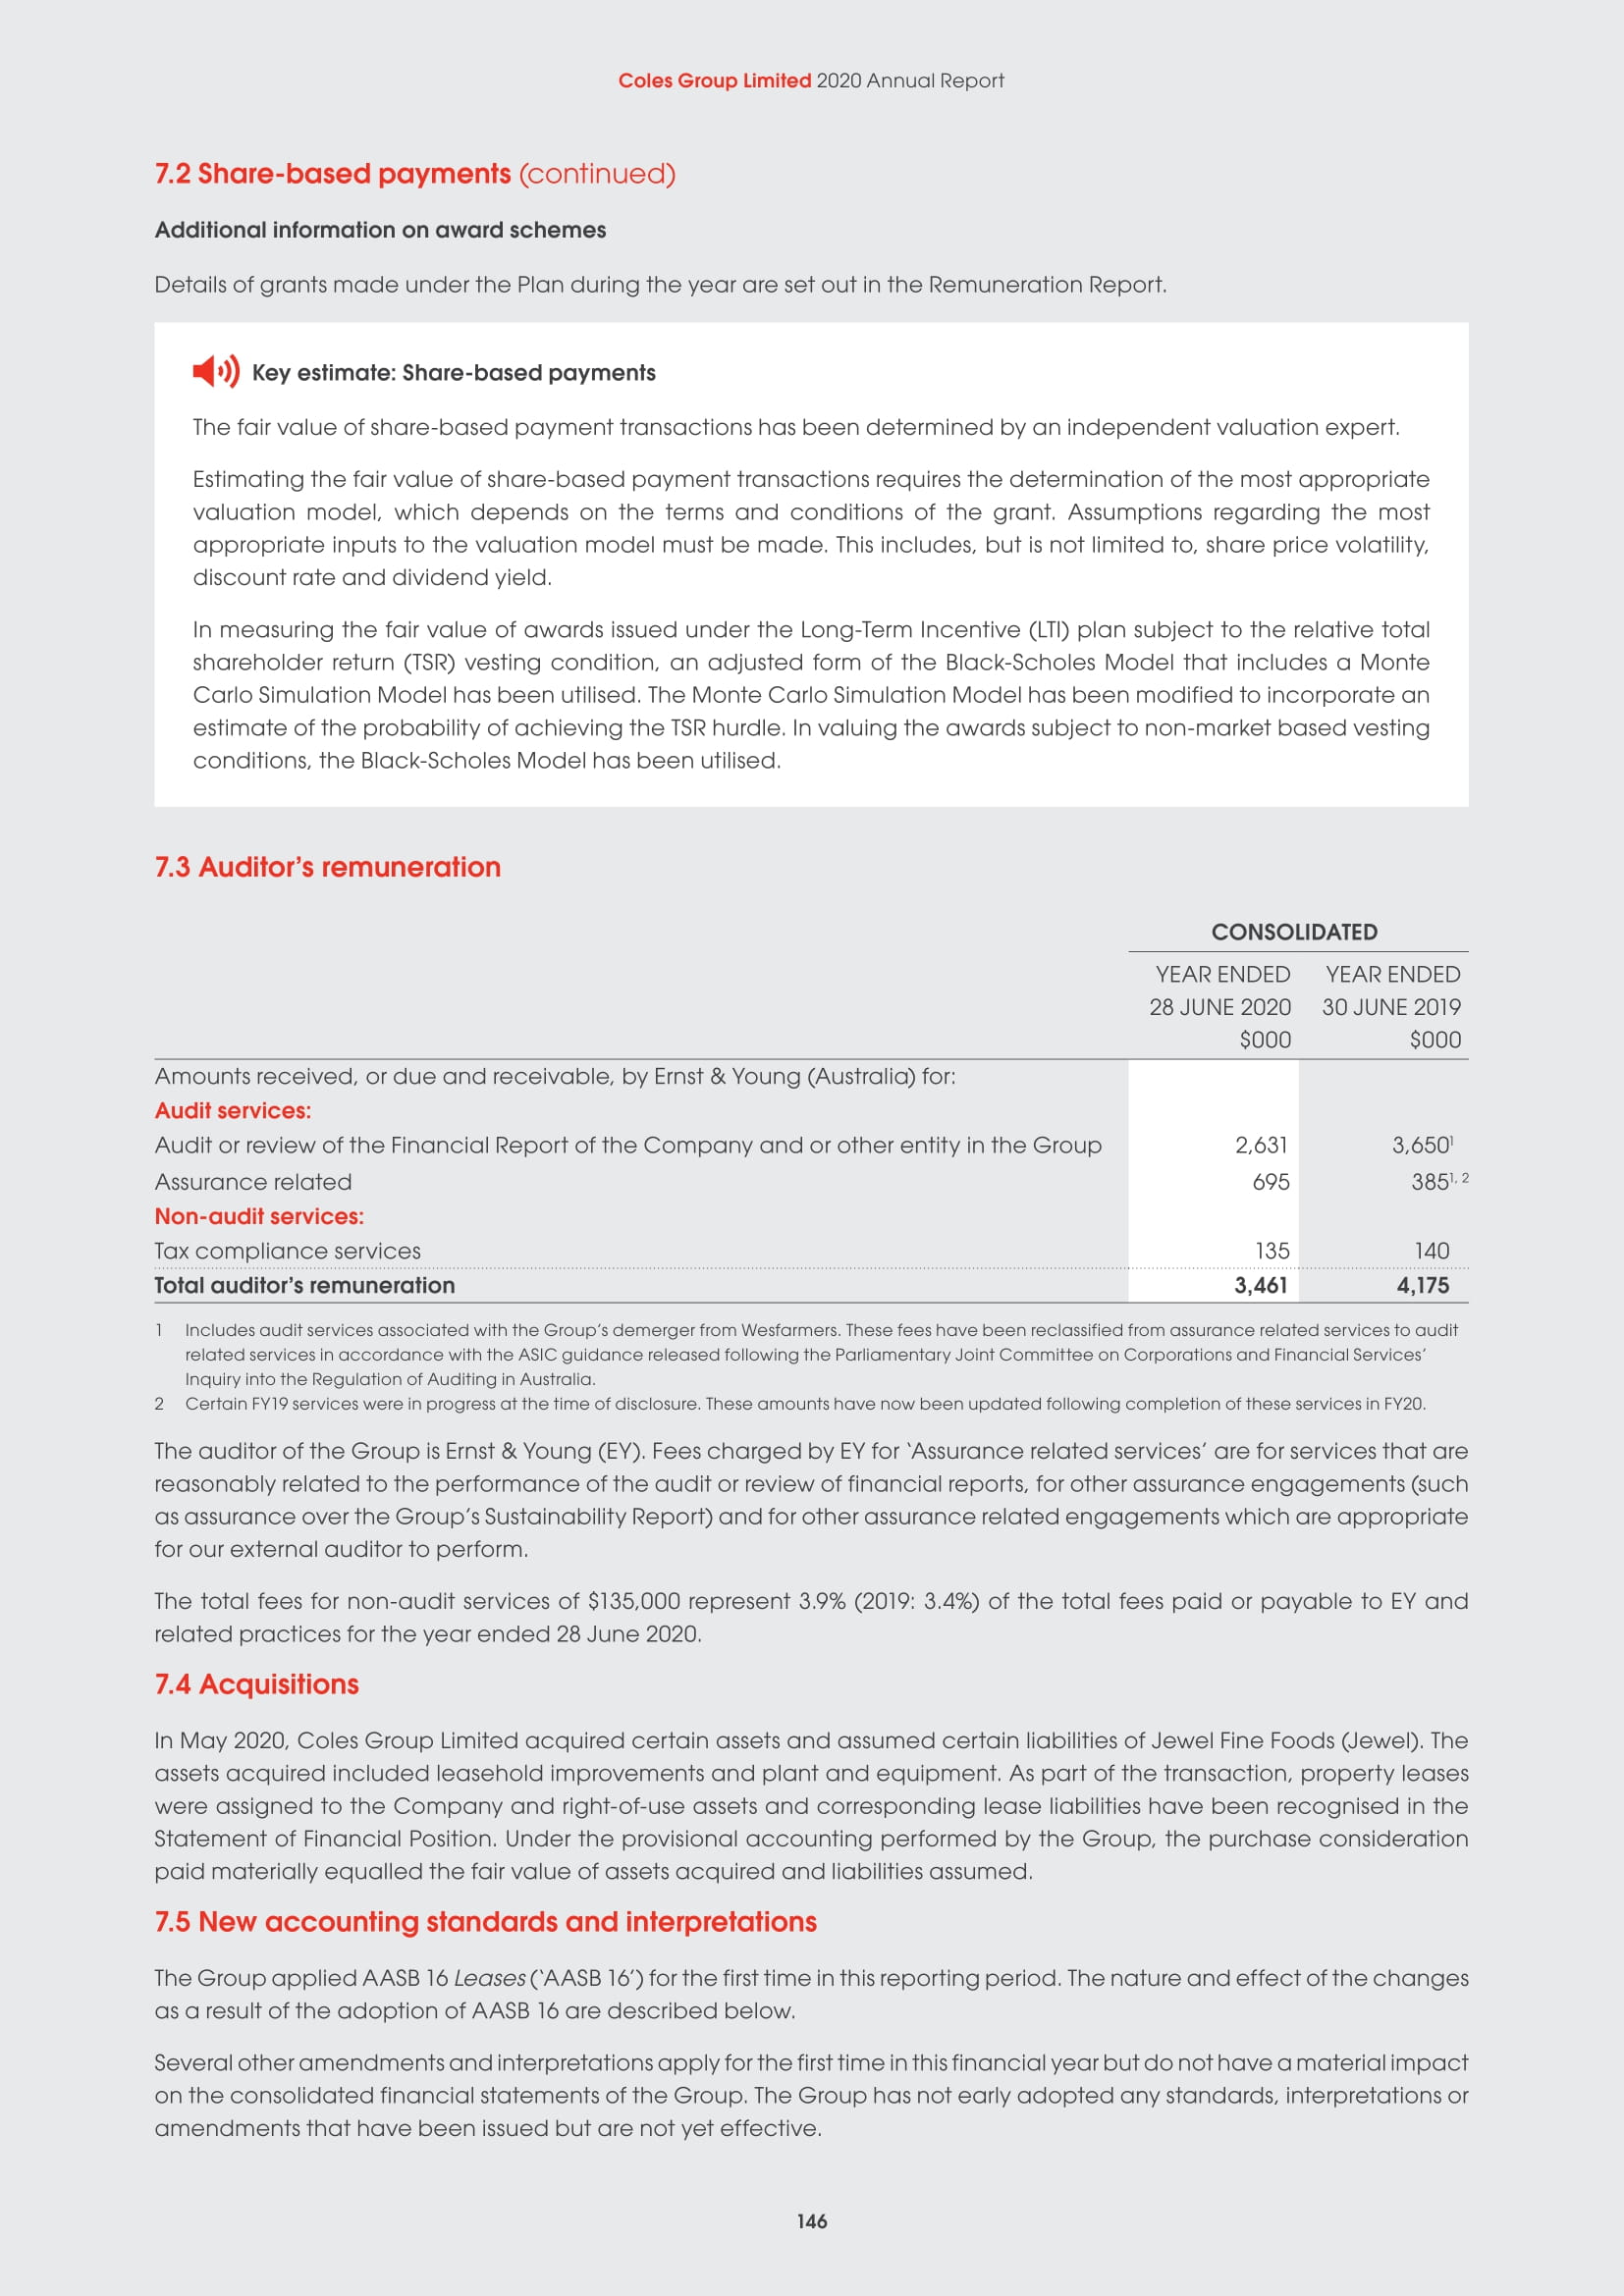 Coles Group Limited 2020 Annual Report
7.2 Share-based payments (continued)
Additional information on award schemes
Details of grants made under the Plan during the year are set out in the Remuneration Report.
Key estimate: Share-based payments
The fair value of share-based payment transactions has been determined by an independent valuation expert.
Estimating the fair value of share-based payment transactions requires the determination of the most appropriate
valuation model, which depends on the terms and conditions of the grant. Assumptions regarding the most
appropriate inputs to the valuation model must be made. This includes, but is not limited to, share price volatility,
discount rate and dividend yield.
In measuring the fair value of awards issued under the Long-Term Incentive (LTI) plan subject to the relative total
shareholder return (TSR) vesting condition, an adjusted form of the Black-Scholes Model that includes a Monte
Carlo Simulation Model has been utilised. The Monte Carlo Simulation Model has been modified to incorporate an
estimate of the probability of achieving the TSR hurdle. In valuing the awards subject to non-market based vesting
conditions, the Black-Scholes Model has been utilised.
7.3 Auditor's remuneration
CONSOLIDATED
YEAR ENDED YEAR ENDED
28 JUNE 2020 30 JUNE 2019
$000 $000
Amounts received, or due and receivable, by Ernst & Young (Australia) for:
Audit services:
Audit or review of the Financial Report of the Company and or other entity in the Group 2,631 3,650¹
Assurance related 695 385¹, ²
Non-audit services:
Tax compliance services 135 140
Total auditor's remuneration 3,461 4,175
1 Includes audit services associated with the Group's demerger from Wesfarmers. These fees have been reclassified from assurance related services to audit
related services in accordance with the ASIC guidance released following the Parliamentary Joint Committee on Corporations and Financial Services'
Inquiry into the Regulation of Auditing in Australia.
2 Certain FY19 services were in progress at the time of disclosure. These amounts have now been updated following completion of these services in FY20.
The auditor of the Group is Ernst & Young (EY). Fees charged by EY for 'Assurance related services' are for services that are
reasonably related to the performance of the audit or review of financial reports, for other assurance engagements (such
as assurance over the Group's Sustainability Report) and for other assurance related engagements which are appropriate
for our external auditor to perform.
The total fees for non-audit services of $135,000 represent 3.9% (2019: 3.4%) of the total fees paid or payable to EY and
related practices for the year ended 28 June 2020.
7.4 Acquisitions
In May 2020, Coles Group Limited acquired certain assets and assumed certain liabilities of Jewel Fine Foods (Jewel). The
assets acquired included leasehold improvements and plant and equipment. As part of the transaction, property leases
were assigned to the Company and right-of-use assets and corresponding lease liabilities have been recognised in the
Statement of Financial Position. Under the provisional accounting performed by the Group, the purchase consideration
paid materially equalled the fair value of assets acquired and liabilities assumed.
7.5 New accounting standards and interpretations
The Group applied AASB 16 Leases ('AASB 16') for the first time in this reporting period. The nature and effect of the changes
as a result of the adoption of AASB 16 are described below.
Several other amendments and interpretations apply for the first time in this financial year but do not have a material impact
on the consolidated financial statements of the Group. The Group has not early adopted any standards, interpretations or
amendments that have been issued but are not yet effective.
146